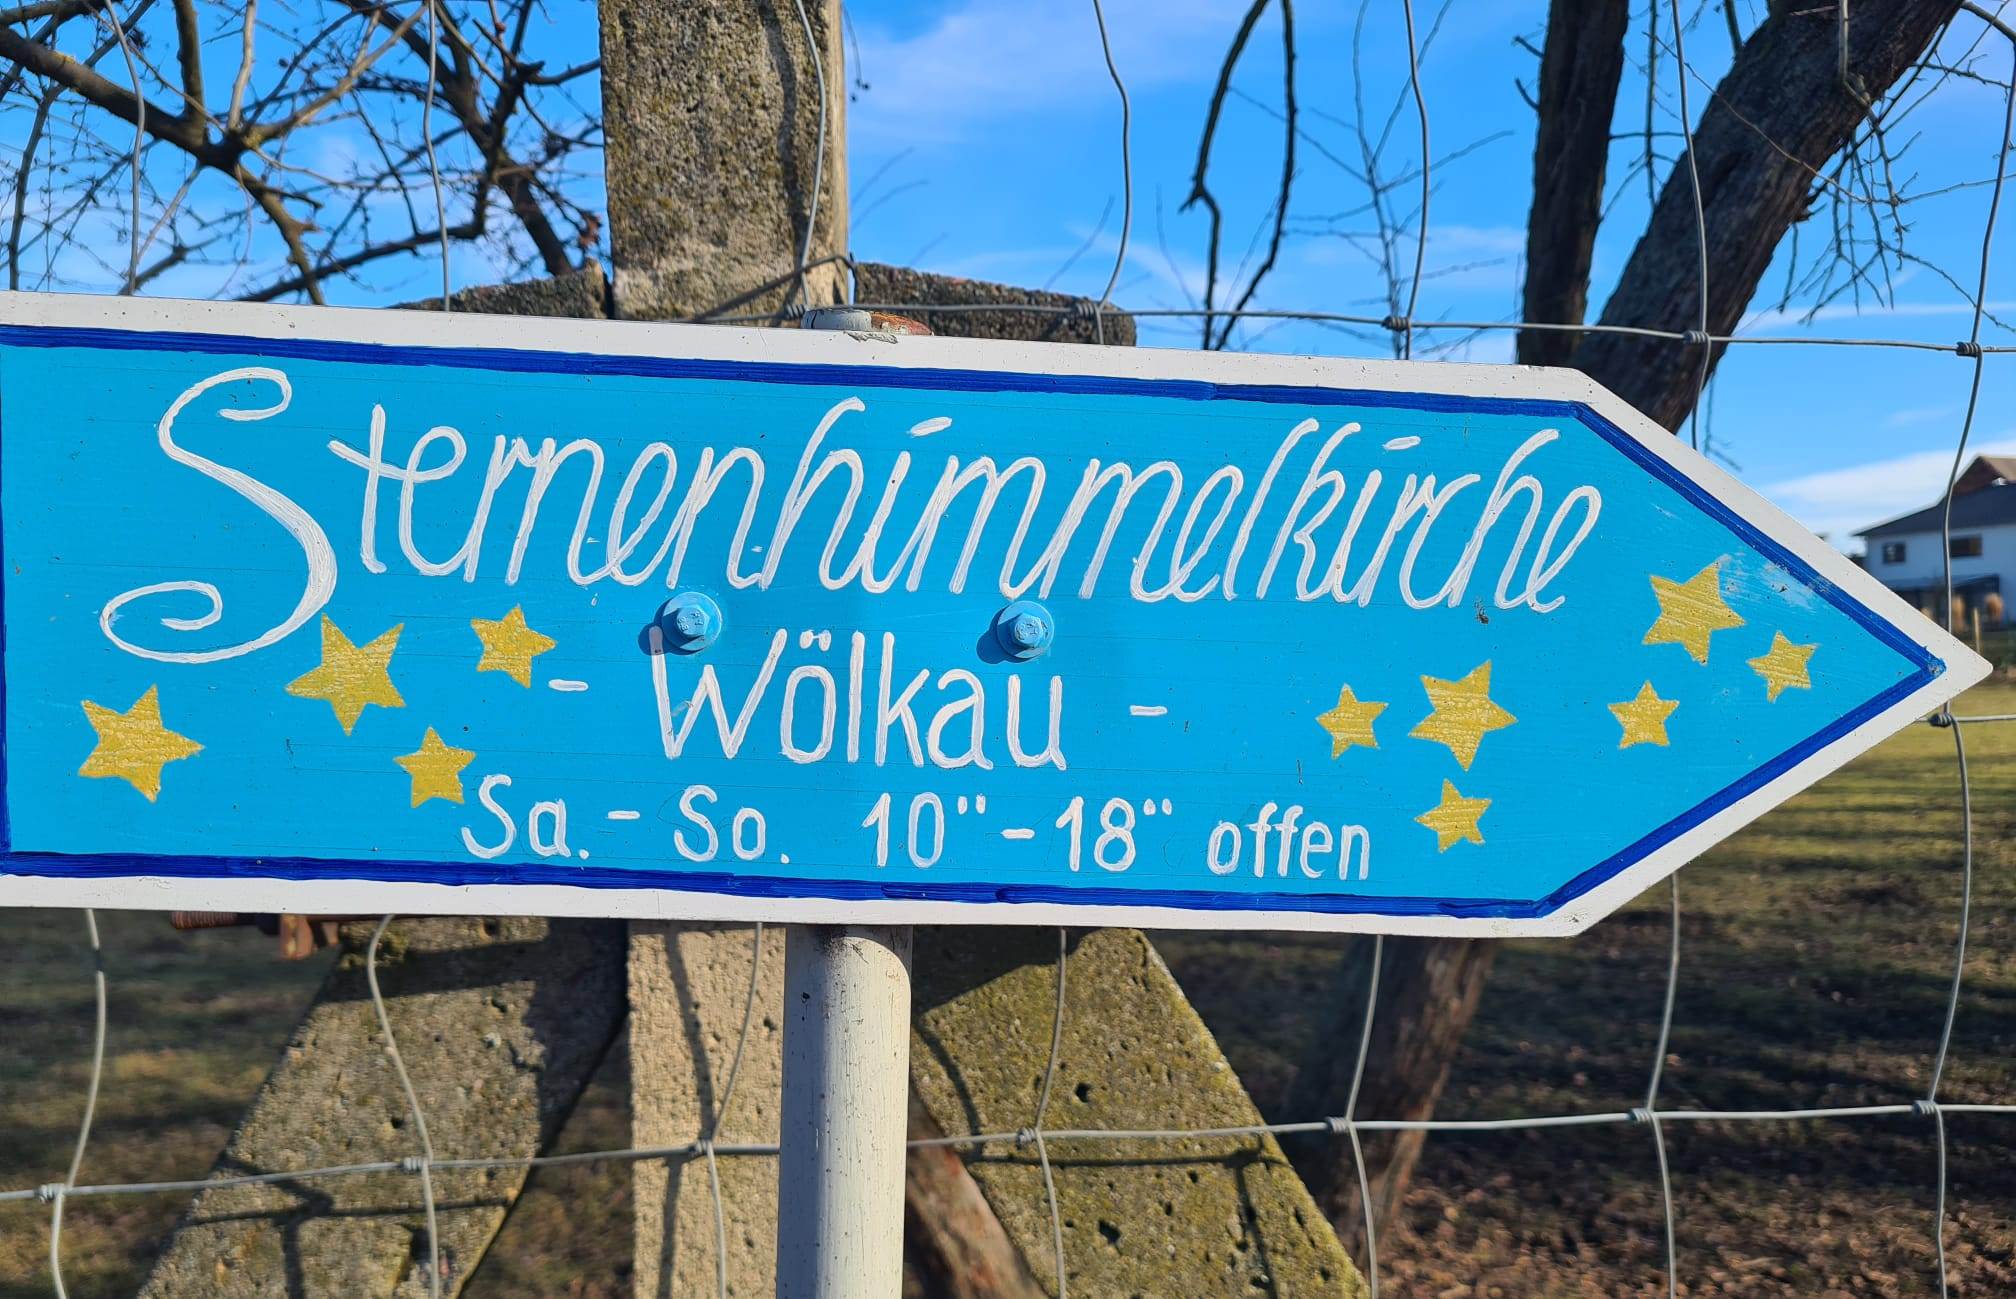 Sternenhimmelkirche
- Wölkau -
Sa. - So. 10" - 18" offen